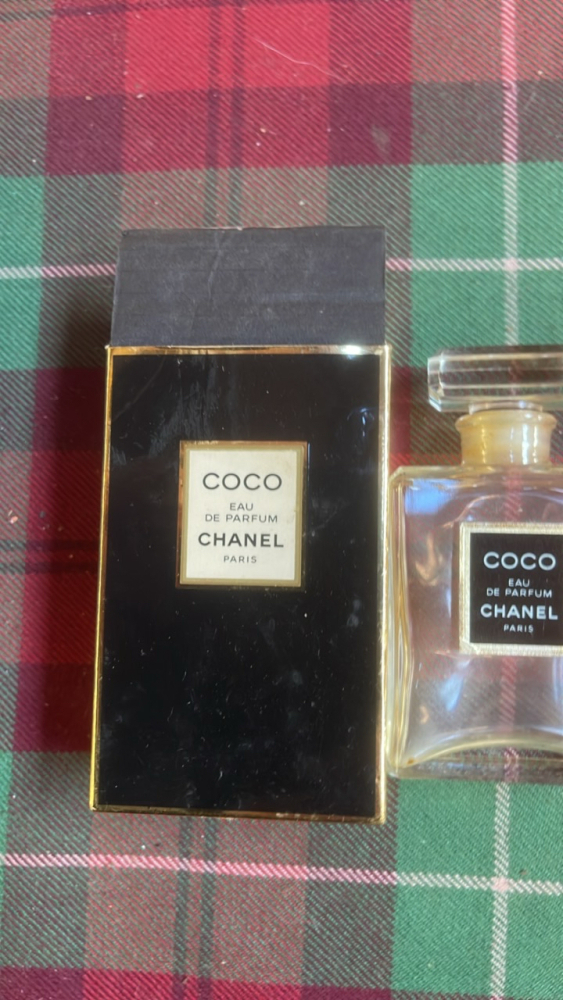 COCO
EAU
DE PARFUM
CHANEL
PARIS
COCO
EAU
DE PARFUM
CHANEL
PARIS